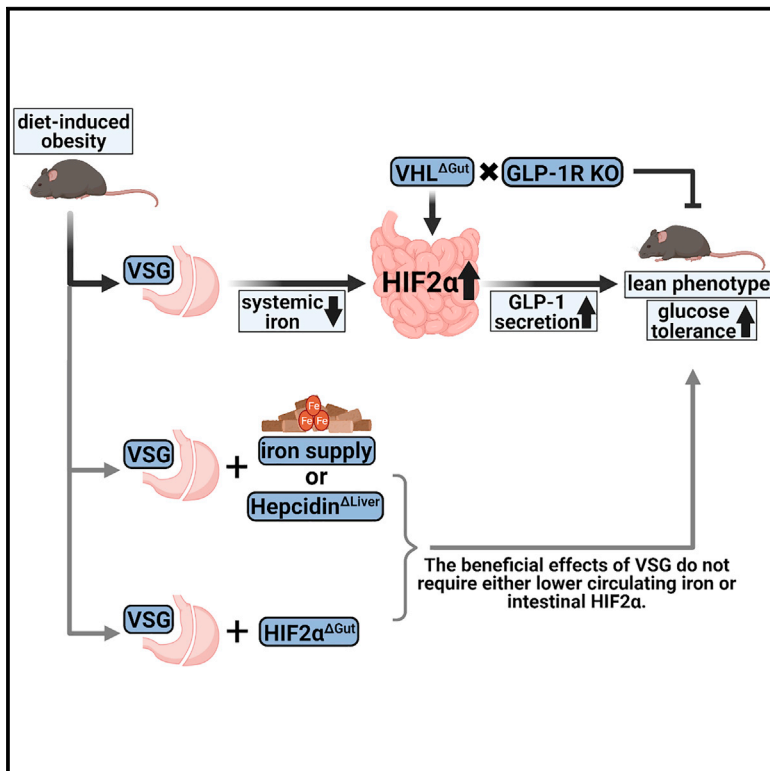 diet-induced
obesity
VHL^ΔGut ✖ GLP-1R KO
VSG
HIF2α
systemic
iron
GLP-1
secretion
lean phenotype
glucose
tolerance
VSG
+
Fe
Fe Fe
iron supply
or
Hepcidin^ΔLiver
The beneficial effects of VSG do not
require either lower circulating iron or
intestinal HIF2α.
VSG
+
HIF2α^ΔGut